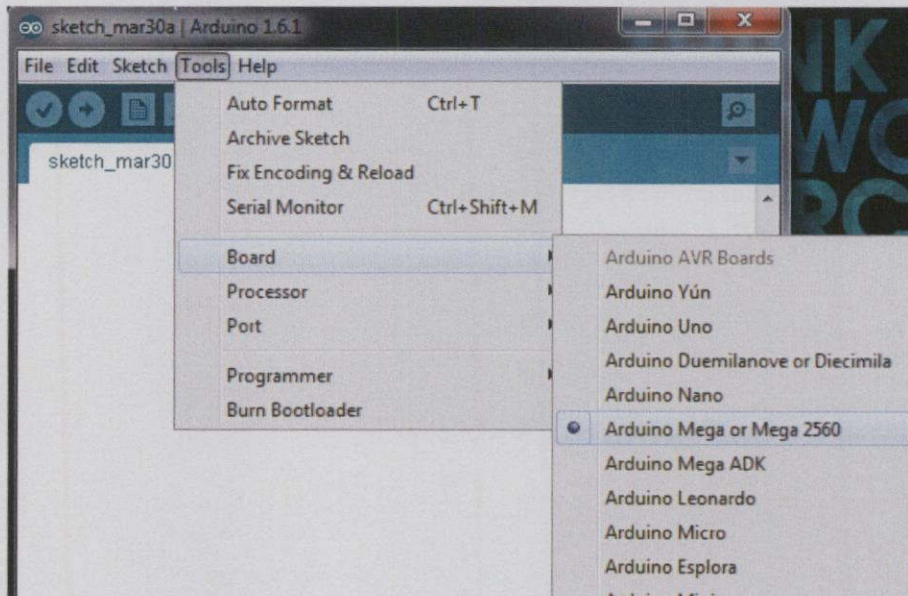 sketch_mar30a | Arduino 1.6.1
File Edit Sketch Tools Help
Auto Format Ctrl+T
Archive Sketch
sketch_mar30
Fix Encoding & Reload
Serial Monitor Ctrl+Shift+M
Board
Processor
Port
Programmer
Burn Bootloader
Arduino AVR Boards
Arduino Yún
Arduino Uno
Arduino Duemilanove or Diecimila
Arduino Nano
Arduino Mega or Mega 2560
Arduino Mega ADK
Arduino Leonardo
Arduino Micro
Arduino Esplora